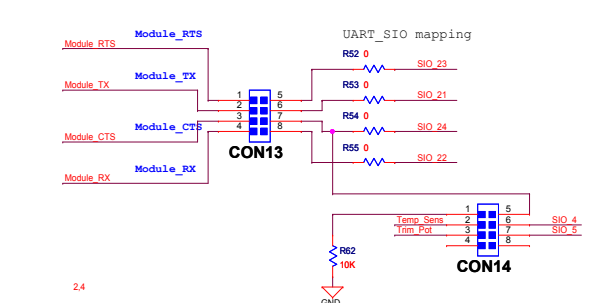 Module_RTS
UART_SIO mapping
Module_RTS
R52 0
SIO_23
Module_TX
Module_TX
R53 0
SIO_21
1 5
2 6
3 7
4 8
R54 0
SIO_24
Module_CTS
Module_CTS
CON13
R55 0
SIO_22
Module_RX
Module_RX
1 5
Temp_Sens 2 6 SIO_4
Trim_Pot 3 7 SIO_5
4 8
R62
10K
CON14
2,4
GND